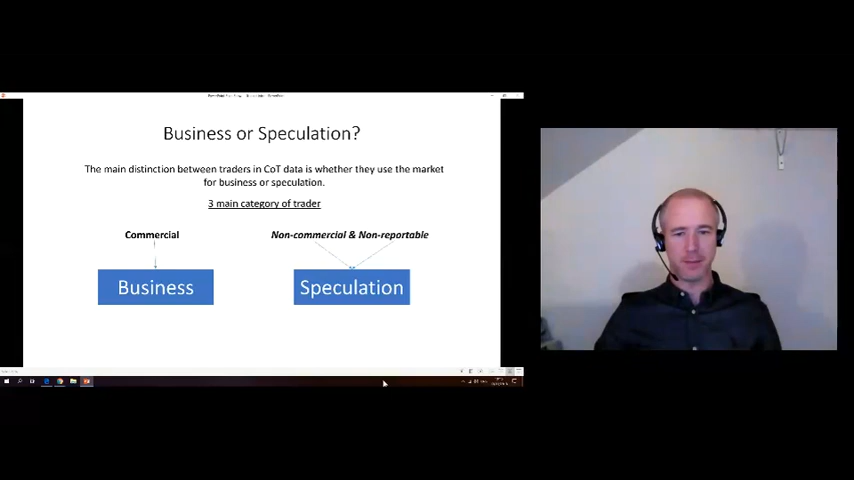 Business or Speculation?
The main distinction between traders in CoT data is whether they use the market
for business or speculation.
3 main category of trader
Commercial
Non-commercial & Non-reportable
Business
Speculation